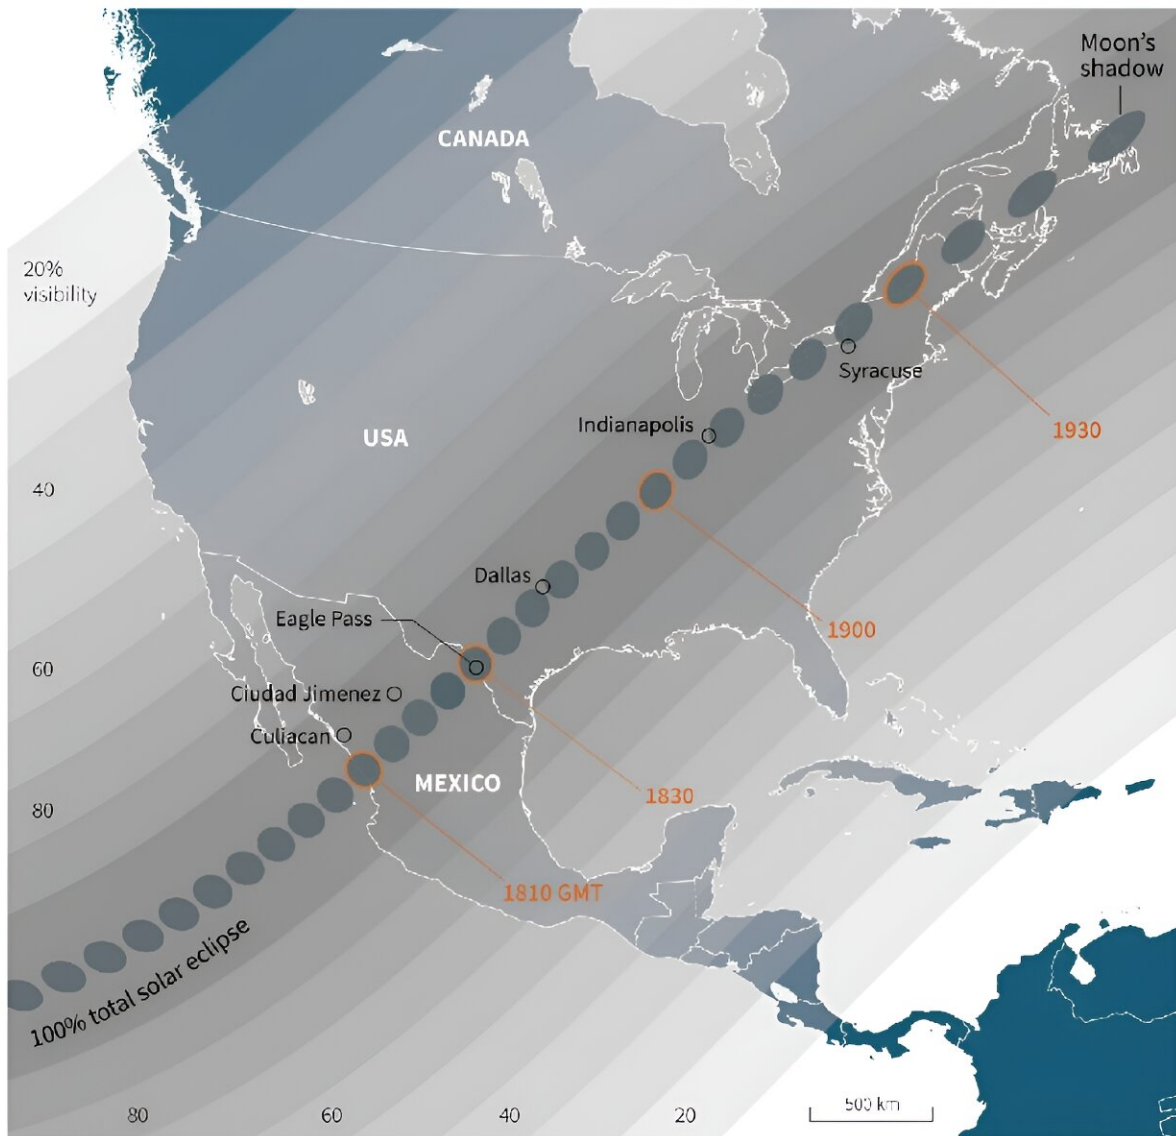 Moon's
shadow
CANADA
20%
visibility
Syracuse
Indianapolis
USA
1930
40
Dallas
Eagle Pass
1900
60
Ciudad Jimenez
Culiacan
MEXICO
1830
80
1810 GMT
100% total solar eclipse
80
60
40
20
500 km